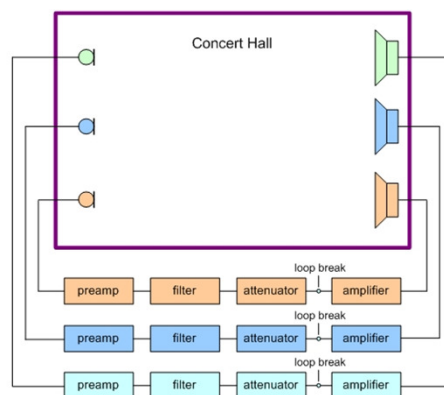 Concert Hall
loop break
preamp filter attenuator amplifier
loop break
preamp filter attenuator amplifier
loop break
preamp filter attenuator amplifier